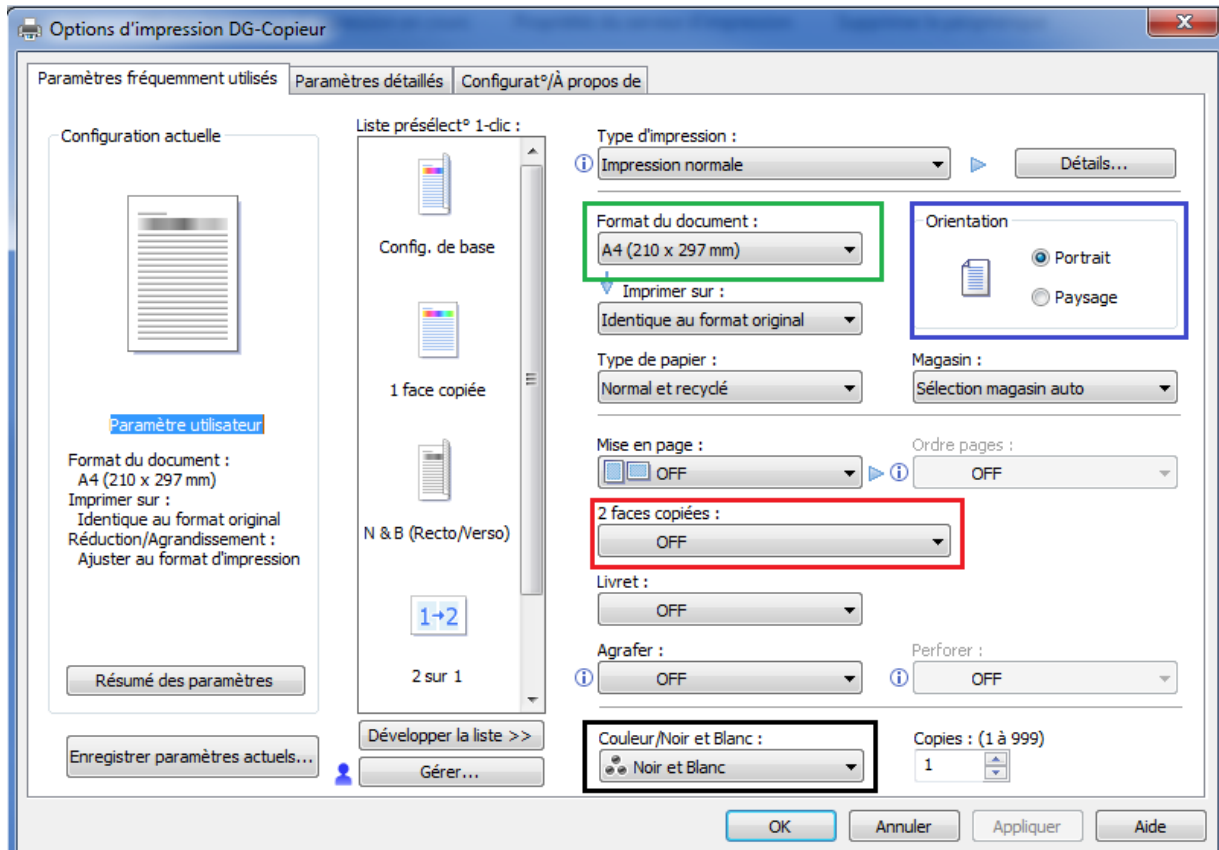 Options d'impression DG-Copieur
Paramètres fréquemment utilisés
Paramètres détaillés
Configurat°/À propos de
Configuration actuelle
Paramètre utilisateur
Format du document :
A4 (210 x 297 mm)
Imprimer sur :
Identique au format original
Réduction/Agrandissement :
Ajuster au format d'impression
Résumé des paramètres
Enregistrer paramètres actuels...
Liste présélect° 1-clic :
Config. de base
1 face copiée
N & B (Recto/Verso)
1→2
2 sur 1
Développer la liste >>
Gérer...
Type d'impression :
Impression normale
Détails...
Format du document :
A4 (210 x 297 mm)
Orientation
Portrait
Paysage
Imprimer sur :
Identique au format original
Type de papier :
Normal et recyclé
Magasin :
Sélection magasin auto
Mise en page :
OFF
Ordre pages :
OFF
2 faces copiées :
OFF
Livret :
OFF
Agrafer :
OFF
Perforer :
OFF
Couleur/Noir et Blanc :
Noir et Blanc
Copies : (1 à 999)
1
OK
Annuler
Appliquer
Aide